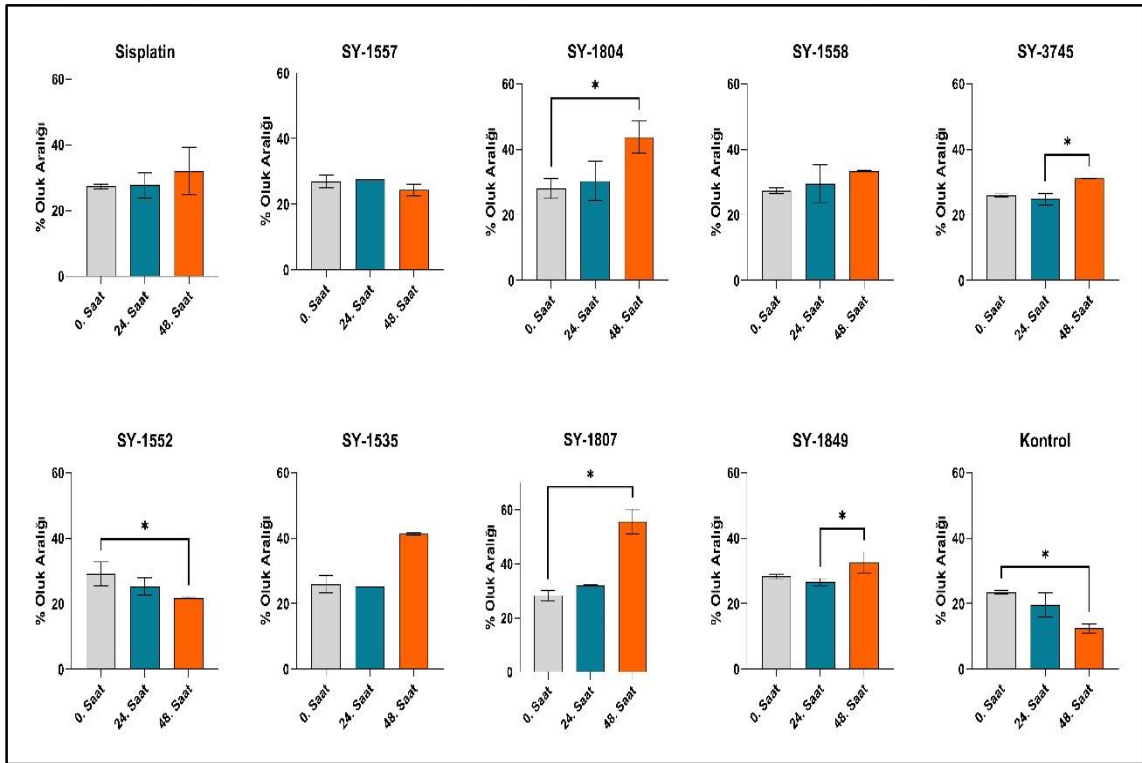 Sisplatin
% Oluk Aralığı
60
40
20
0
0. Saat
24. Saat
48. Saat
SY-1557
% Oluk Aralığı
60
40
20
0
0. Saat
24. Saat
48. Saat
SY-1804
% Oluk Aralığı
60
40
20
0
*
0. Saat
24. Saat
48. Saat
SY-1558
% Oluk Aralığı
60
40
20
0
0. Saat
24. Saat
48. Saat
SY-3745
% Oluk Aralığı
60
40
20
0
*
0. Saat
24. Saat
48. Saat
SY-1552
% Oluk Aralığı
60
40
20
0
*
0. Saat
24. Saat
48. Saat
SY-1535
% Oluk Aralığı
60
40
20
0
0. Saat
24. Saat
48. Saat
SY-1807
% Oluk Aralığı
60
40
20
0
*
0. Saat
24. Saat
48. Saat
SY-1849
% Oluk Aralığı
60
40
20
0
*
0. Saat
24. Saat
48. Saat
Kontrol
% Oluk Aralığı
60
40
20
0
*
0. Saat
24. Saat
48. Saat